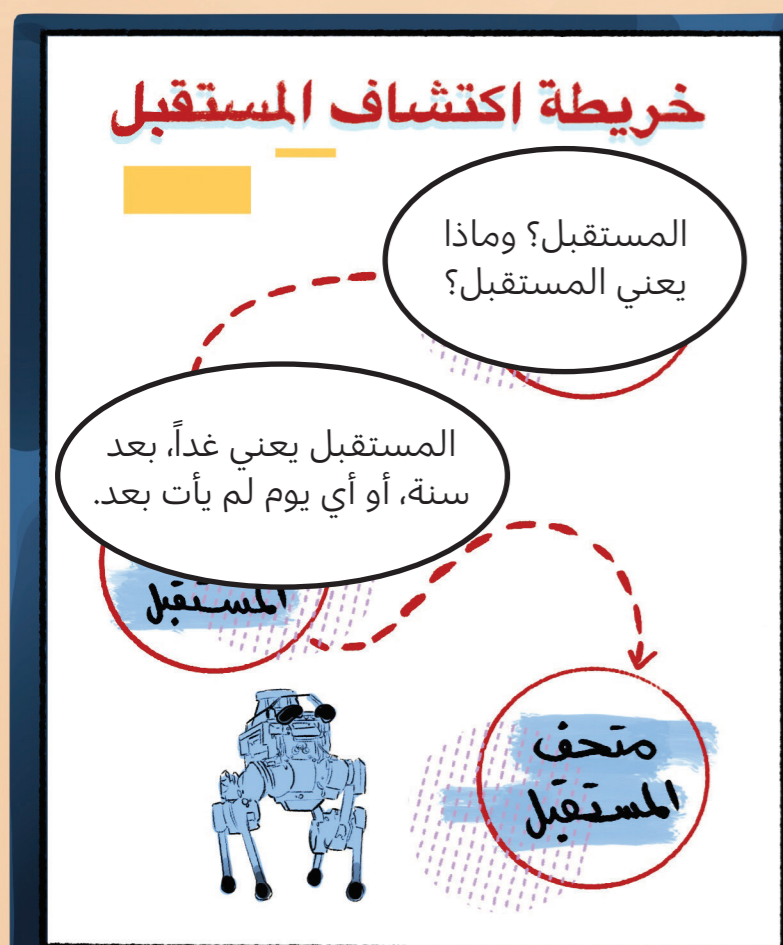 خريطة اكتشاف المستقبل
المستقبل؟ وماذا
يعني المستقبل؟
المستقبل يعني غداً، بعد
سنة، أو أي يوم لم يأت بعد.
المستقبل
متحف
المستقبل